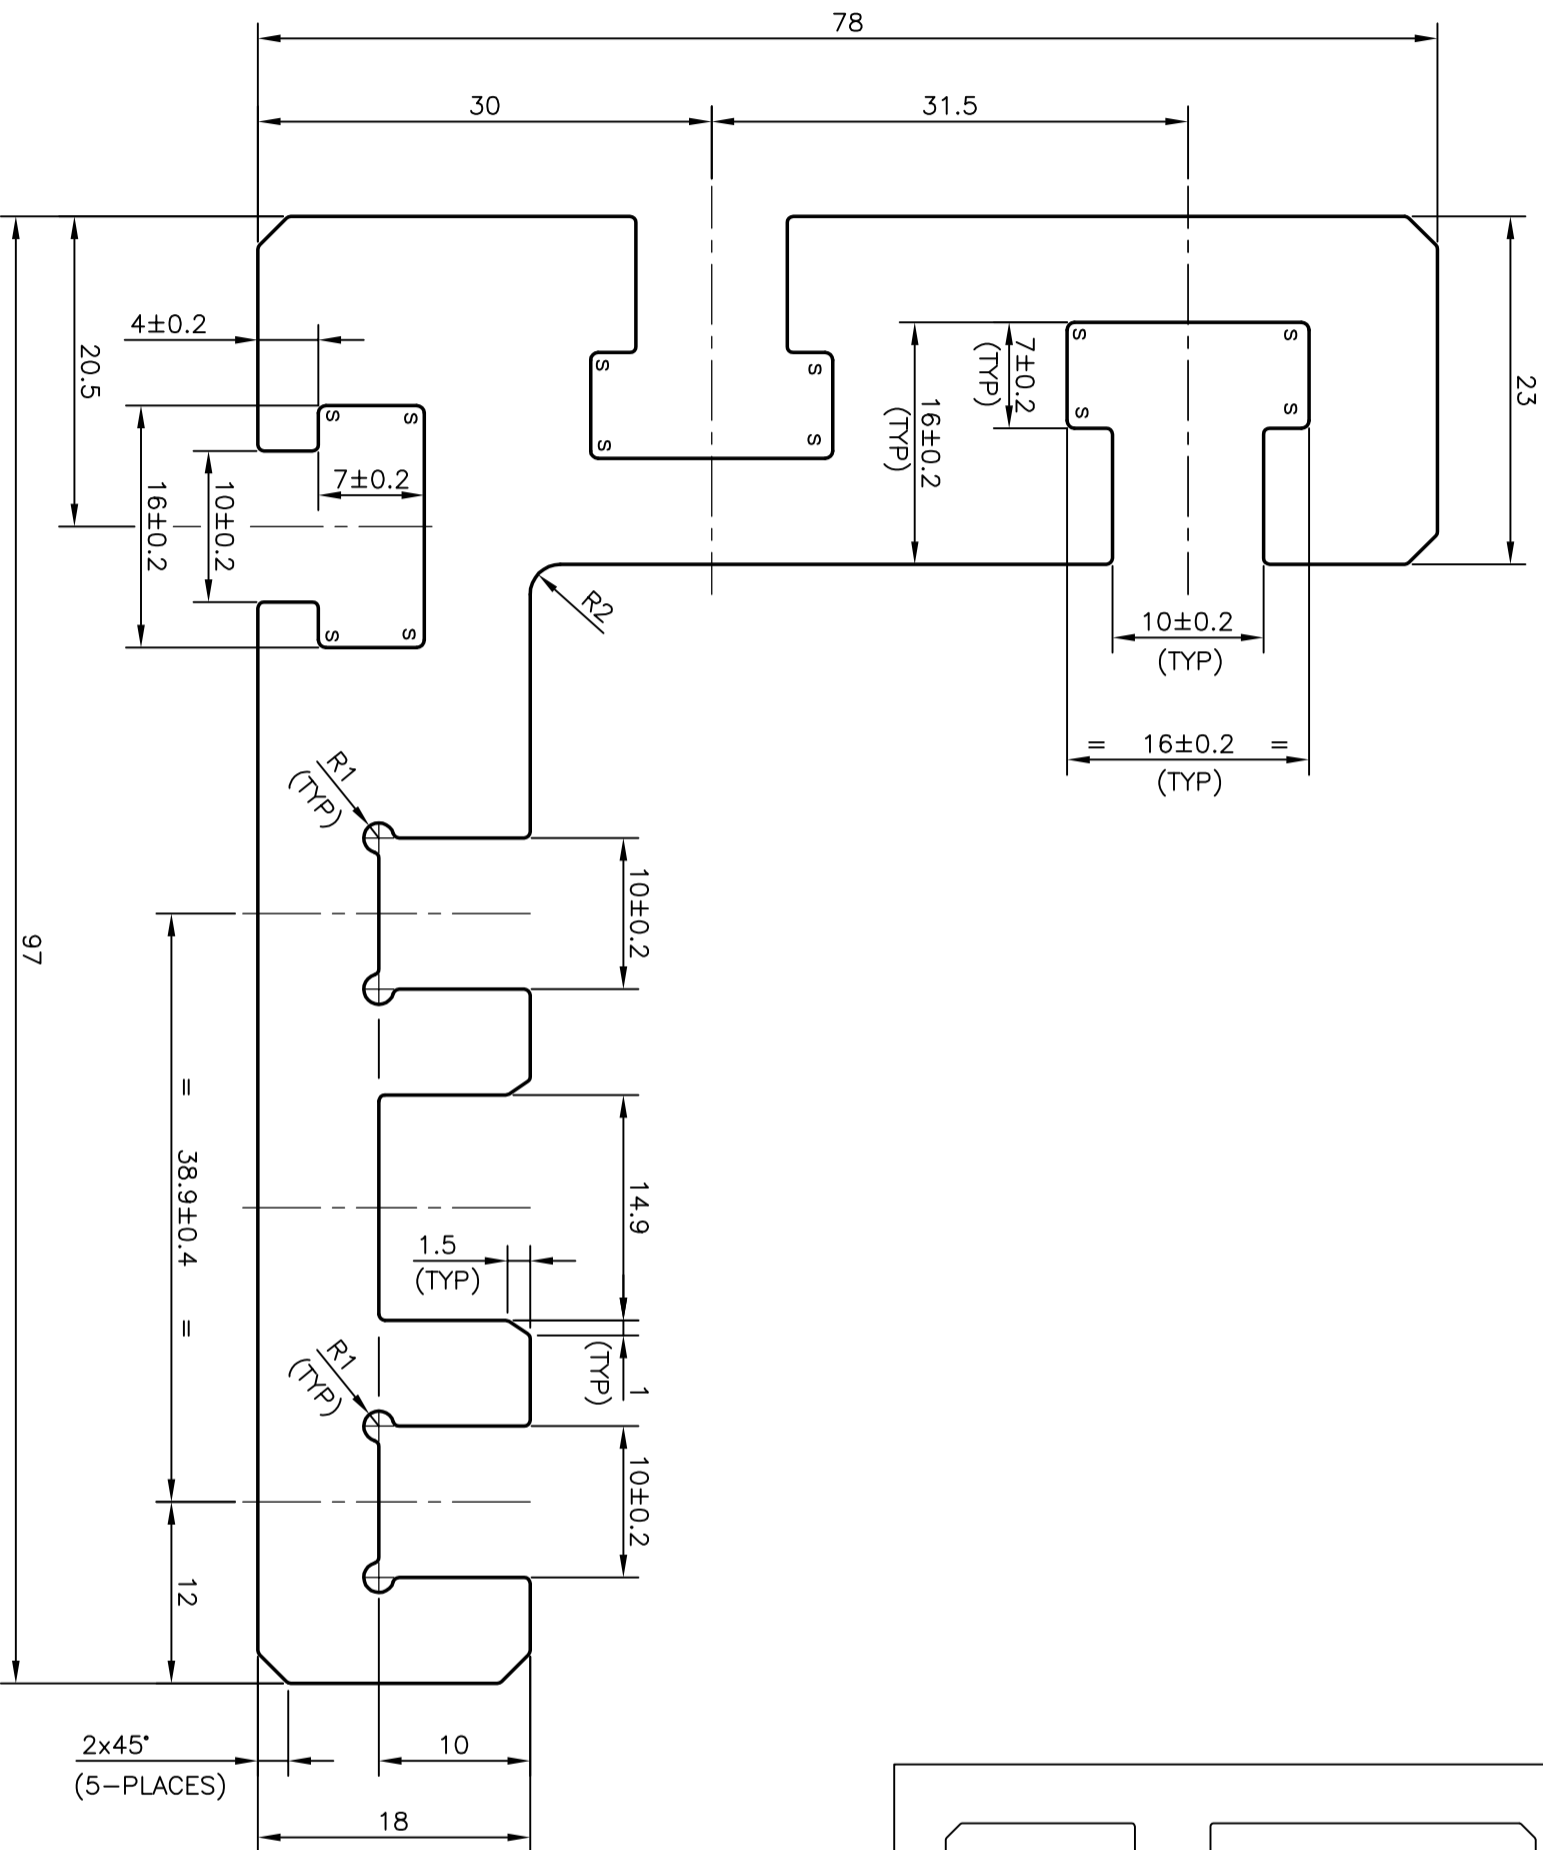 78
30
31.5
23
4±0.2
20.5
16±0.2
10±0.2
7±0.2
s
s
s
s
s
s
s
s
s
s
s
s
7±0.2
(TYP)
16±0.2
(TYP)
R2
10±0.2
(TYP)
= 16±0.2 =
(TYP)
R1
(TYP)
10±0.2
97
= 38.9±0.4 =
14.9
1.5
(TYP)
1
(TYP)
R1
(TYP)
10±0.2
12
2x45°
(5-PLACES)
10
18